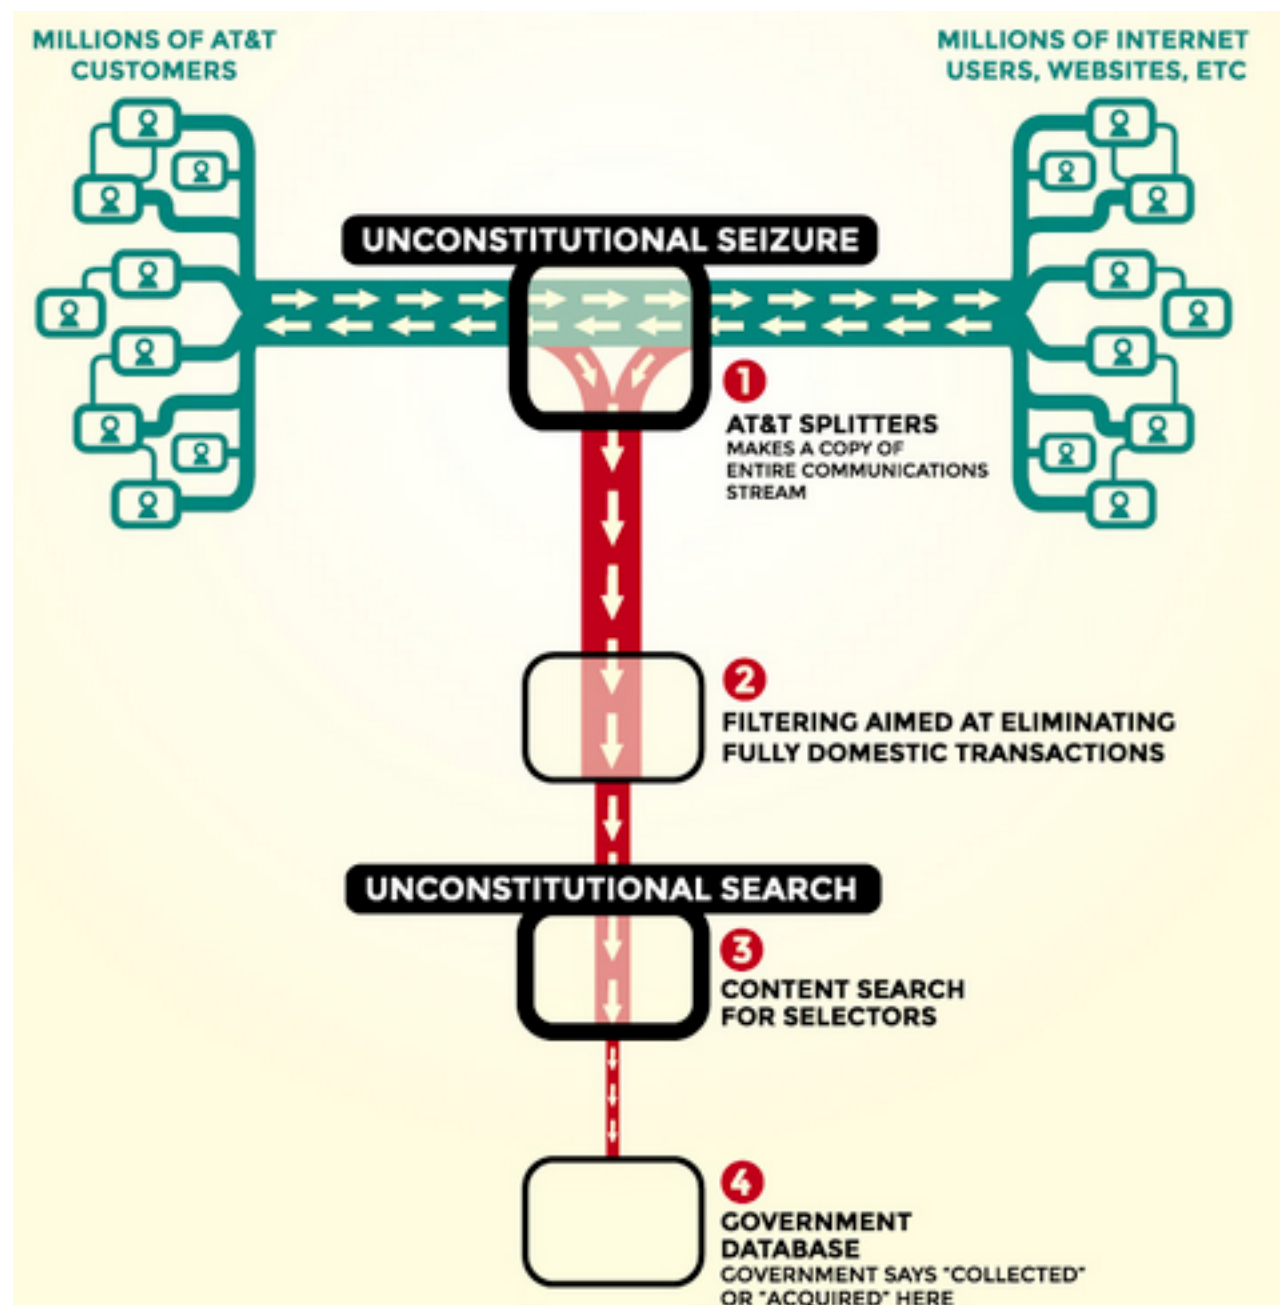 MILLIONS OF AT&T
CUSTOMERS
MILLIONS OF INTERNET
USERS, WEBSITES, ETC
UNCONSTITUTIONAL SEIZURE
1
AT&T SPLITTERS
MAKES A COPY OF
ENTIRE COMMUNICATIONS
STREAM
2
FILTERING AIMED AT ELIMINATING
FULLY DOMESTIC TRANSACTIONS
UNCONSTITUTIONAL SEARCH
3
CONTENT SEARCH
FOR SELECTORS
4
GOVERNMENT
DATABASE
GOVERNMENT SAYS "COLLECTED"
OR "ACQUIRED" HERE